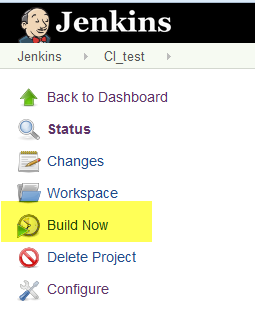 Jenkins
Jenkins CI_test
Back to Dashboard
Status
Changes
Workspace
Build Now
Delete Project
Configure